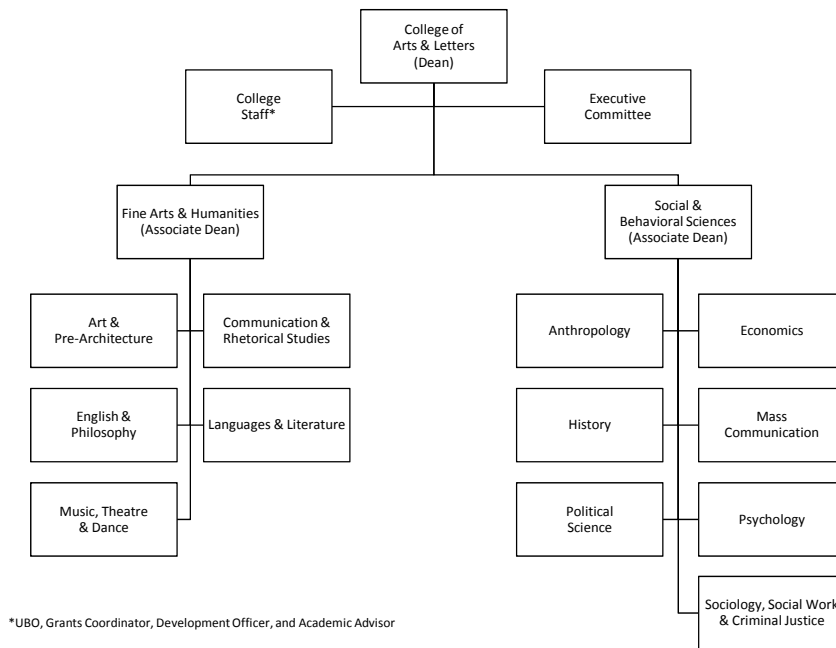 College of
Arts & Letters
(Dean)
College
Staff*
Executive
Committee
Fine Arts & Humanities
(Associate Dean)
Social &
Behavioral Sciences
(Associate Dean)
Art &
Pre-Architecture
Communication &
Rhetorical Studies
Anthropology
Economics
English &
Philosophy
Languages & Literature
History
Mass
Communication
Music, Theatre
& Dance
Political
Science
Psychology
Sociology, Social Work
& Criminal Justice
*UBO, Grants Coordinator, Development Officer, and Academic Advisor